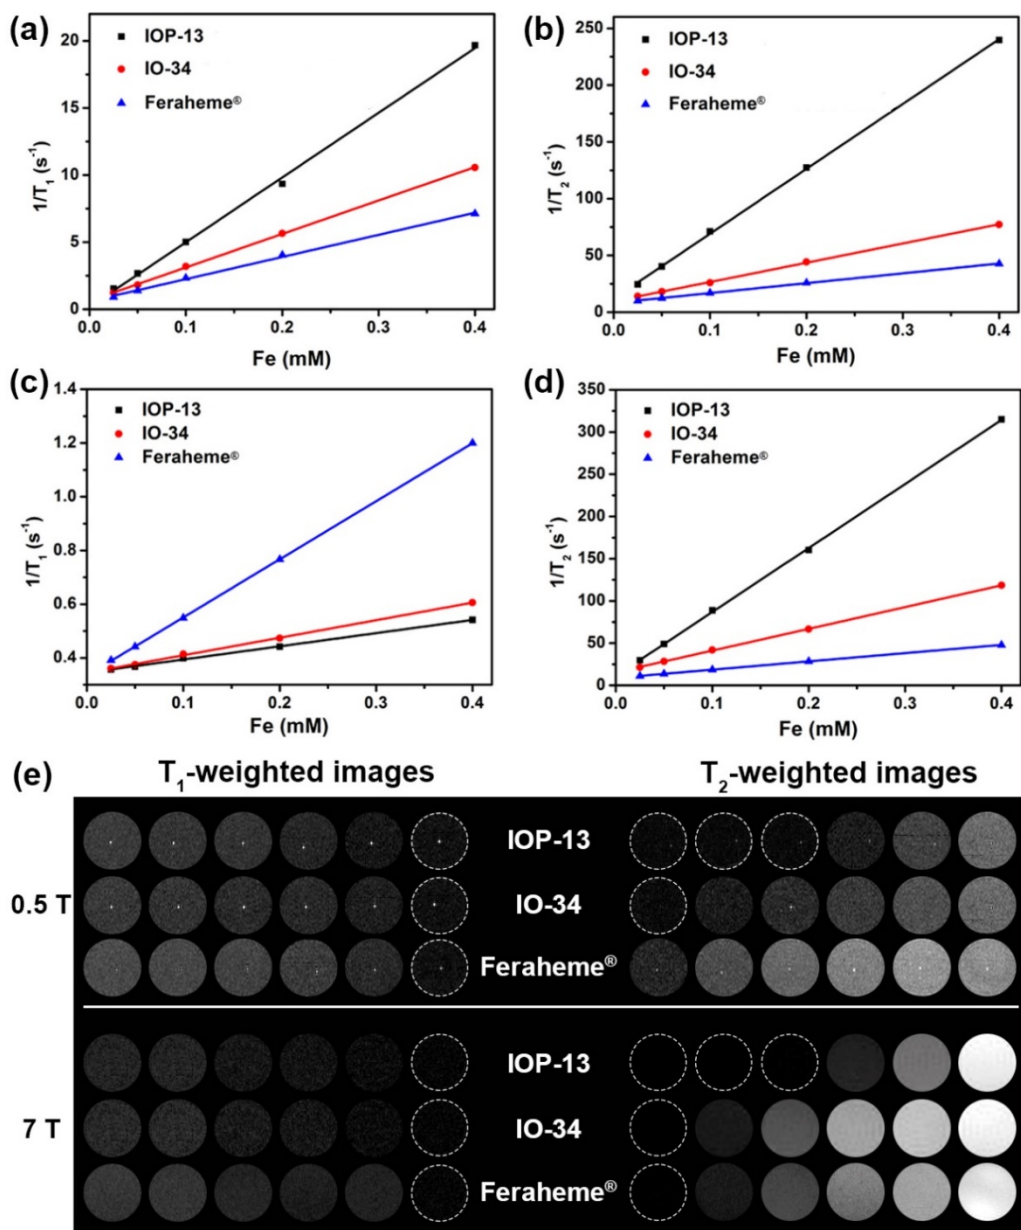 (a)
IOP-13
IO-34
Feraheme®
20
15
10
5
0
1/T1 (s-1)
0.0 0.1 0.2 0.3 0.4
Fe (mM)
(b)
IOP-13
IO-34
Feraheme®
250
200
150
100
50
0
1/T2 (s-1)
0.0 0.1 0.2 0.3 0.4
Fe (mM)
(c)
IOP-13
IO-34
Feraheme®
1.4
1.2
1.0
0.8
0.6
0.4
1/T1 (s-1)
0.0 0.1 0.2 0.3 0.4
Fe (mM)
(d)
IOP-13
IO-34
Feraheme®
350
300
250
200
150
100
50
0
1/T2 (s-1)
0.0 0.1 0.2 0.3 0.4
Fe (mM)
(e)
T1-weighted images T2-weighted images
IOP-13
0.5 T IO-34
Feraheme®
IOP-13
7 T IO-34
Feraheme®